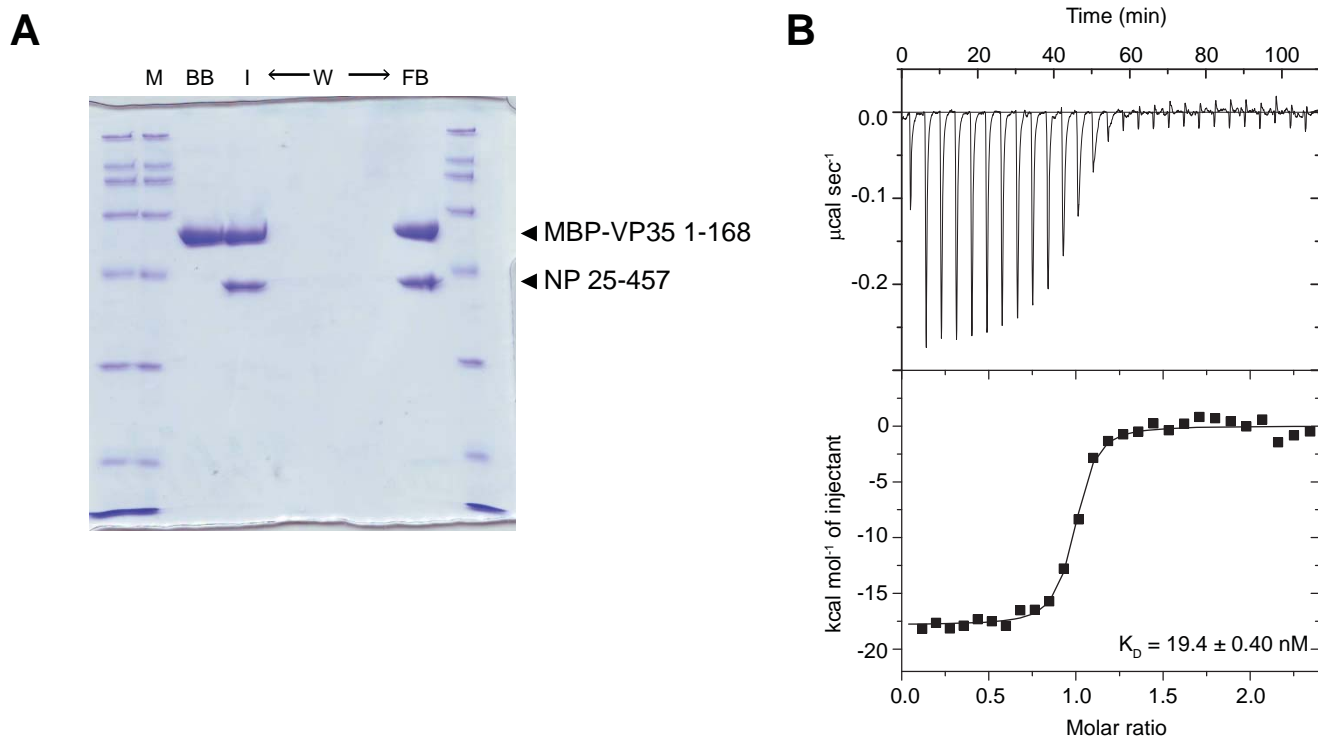 A
M BB I ← W → FB
◄ MBP-VP35 1-168
◄ NP 25-457
B
Time (min)
0 20 40 60 80 100
0.0
-0.1
-0.2
µcal sec⁻¹
0
-5
-10
-15
-20
kcal mol⁻¹ of injectant
K_D = 19.4 ± 0.40 nM
0.0 0.5 1.0 1.5 2.0
Molar ratio